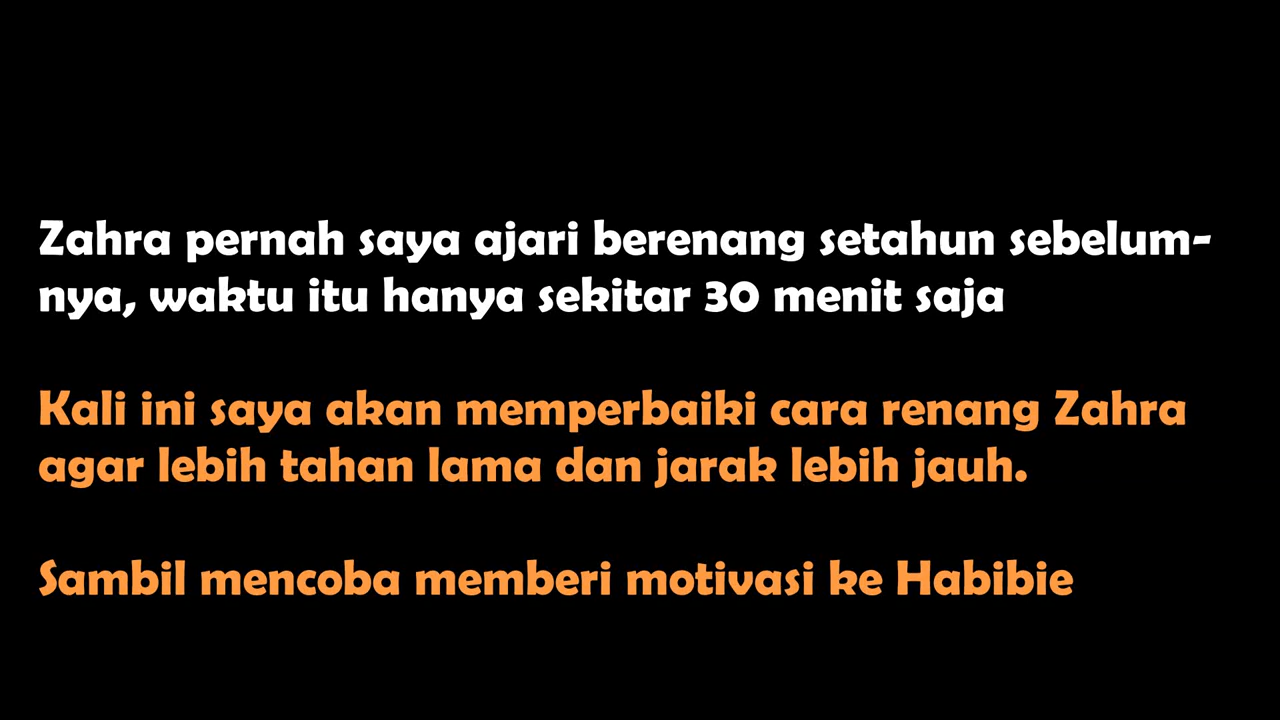 Zahra pernah saya ajari berenang setahun sebelum-
nya, waktu itu hanya sekitar 30 menit saja
Kali ini saya akan memperbaiki cara renang Zahra
agar lebih tahan lama dan jarak lebih jauh.
Sambil mencoba memberi motivasi ke Habibie